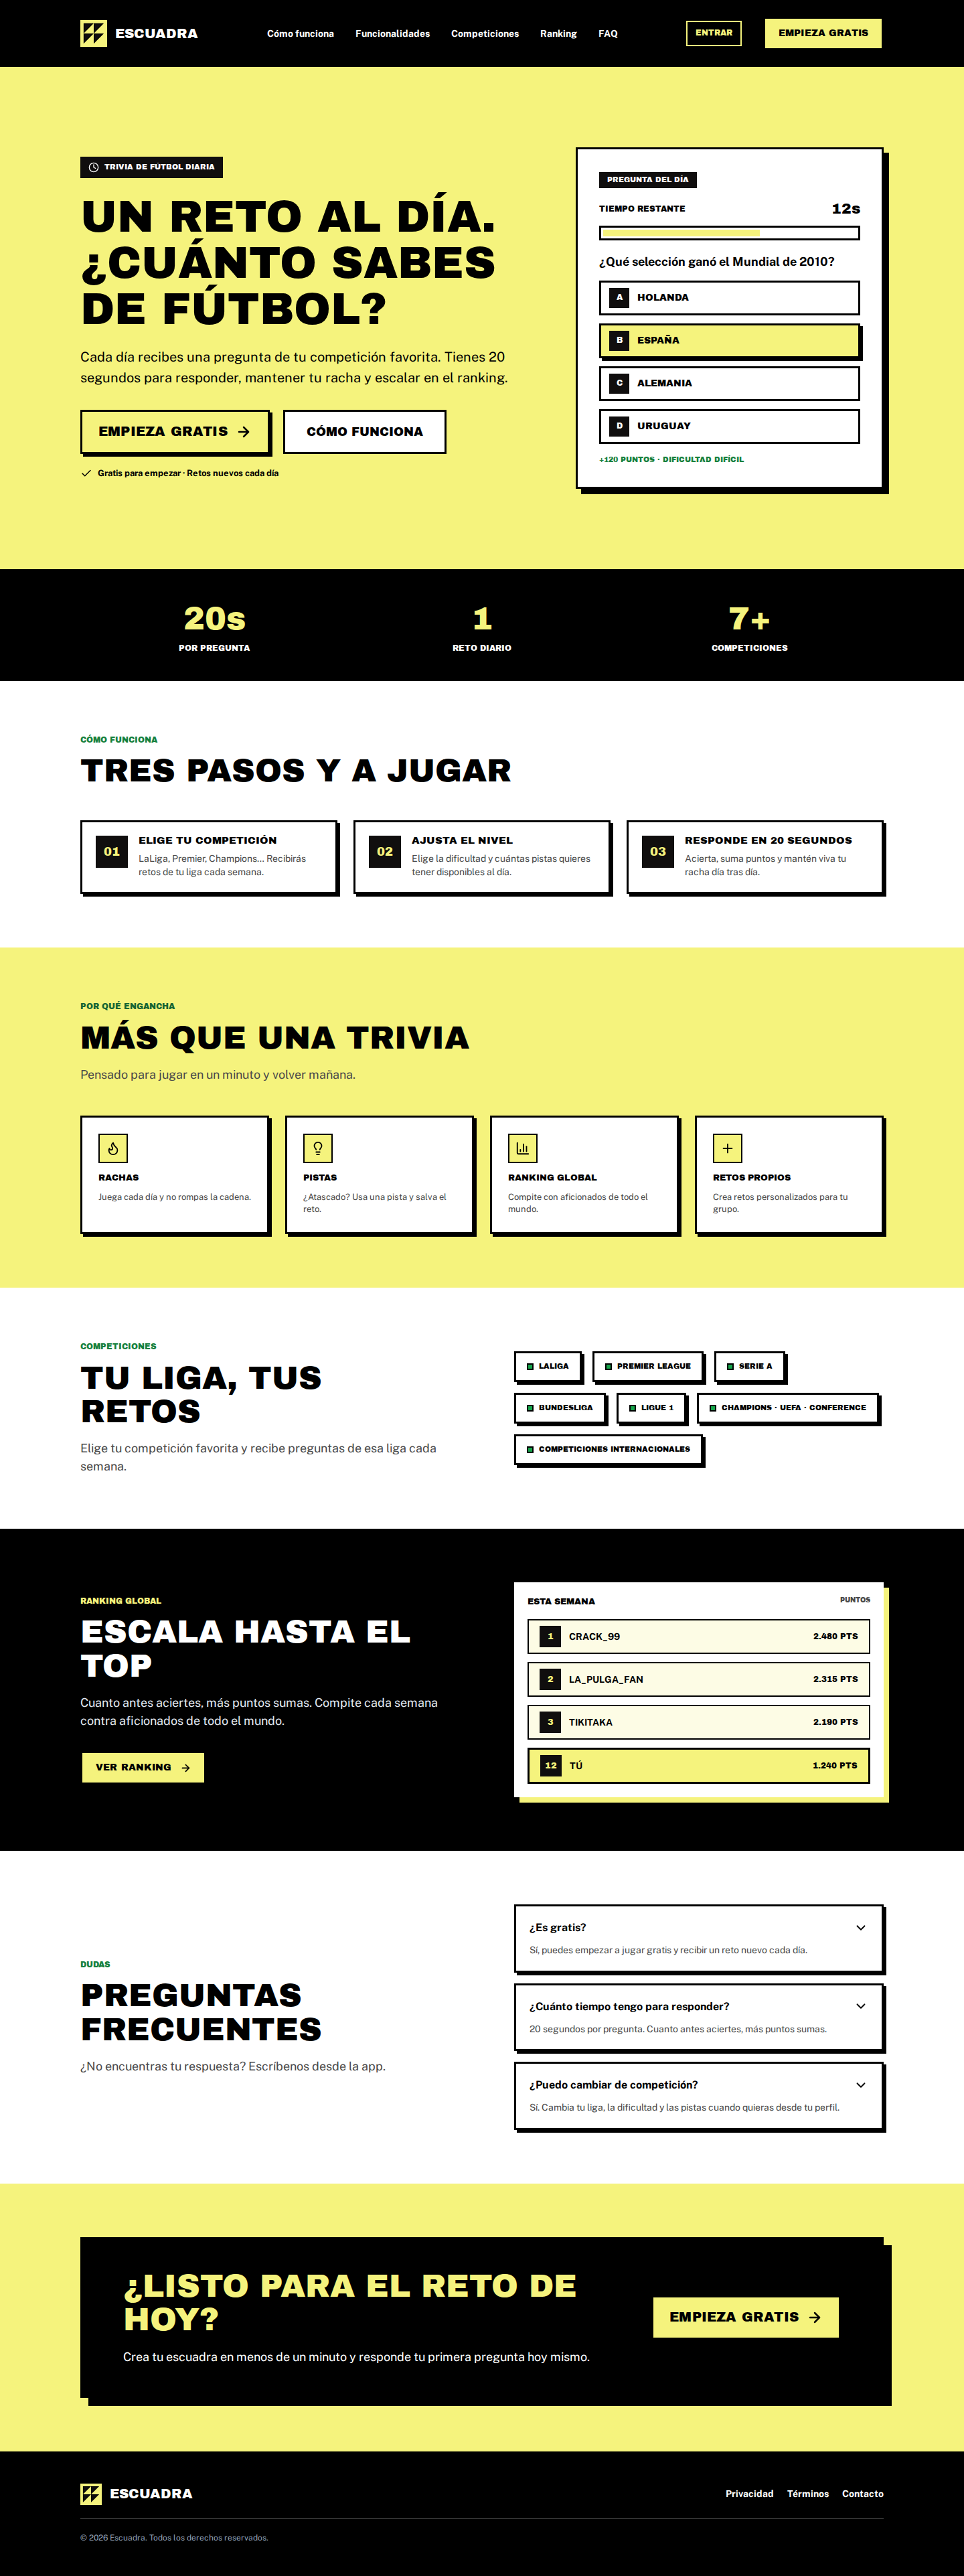 ESCUADRA
Cómo funciona
Funcionalidades
Competiciones
Ranking
FAQ
ENTRAR
EMPIEZA GRATIS
TRIVIA DE FÚTBOL DIARIA
UN RETO AL DÍA.
¿CUÁNTO SABES
DE FÚTBOL?
Cada día recibes una pregunta de tu competición favorita. Tienes 20
segundos para responder, mantener tu racha y escalar en el ranking.
EMPIEZA GRATIS
CÓMO FUNCIONA
Gratis para empezar · Retos nuevos cada día
PREGUNTA DEL DÍA
TIEMPO RESTANTE
12s
¿Qué selección ganó el Mundial de 2010?
A HOLANDA
B ESPAÑA
C ALEMANIA
D URUGUAY
+120 PUNTOS · DIFICULTAD DIFÍCIL
20s
POR PREGUNTA
1
RETO DIARIO
7+
COMPETICIONES
CÓMO FUNCIONA
TRES PASOS Y A JUGAR
01
ELIGE TU COMPETICIÓN
LaLiga, Premier, Champions... Recibirás
retos de tu liga cada semana.
02
AJUSTA EL NIVEL
Elige la dificultad y cuántas pistas quieres
tener disponibles al día.
03
RESPONDE EN 20 SEGUNDOS
Acierta, suma puntos y mantén viva tu
racha día tras día.
POR QUÉ ENGANCHA
MÁS QUE UNA TRIVIA
Pensado para jugar en un minuto y volver mañana.
RACHAS
Juega cada día y no rompas la cadena.
PISTAS
¿Atascado? Usa una pista y salva el
reto.
RANKING GLOBAL
Compite con aficionados de todo el
mundo.
RETOS PROPIOS
Crea retos personalizados para tu
grupo.
COMPETICIONES
TU LIGA, TUS
RETOS
Elige tu competición favorita y recibe preguntas de esa liga cada
semana.
LALIGA
PREMIER LEAGUE
SERIE A
BUNDESLIGA
LIGUE 1
CHAMPIONS · UEFA · CONFERENCE
COMPETICIONES INTERNACIONALES
RANKING GLOBAL
ESCALA HASTA EL
TOP
Cuanto antes aciertes, más puntos sumas. Compite cada semana
contra aficionados de todo el mundo.
VER RANKING
ESTA SEMANA
PUNTOS
1 CRACK_99 2.480 PTS
2 LA_PULGA_FAN 2.315 PTS
3 TIKITAKA 2.190 PTS
12 TÚ 1.240 PTS
DUDAS
PREGUNTAS
FRECUENTES
¿No encuentras tu respuesta? Escríbenos desde la app.
¿Es gratis?
Sí, puedes empezar a jugar gratis y recibir un reto nuevo cada día.
¿Cuánto tiempo tengo para responder?
20 segundos por pregunta. Cuanto antes aciertes, más puntos sumas.
¿Puedo cambiar de competición?
Sí. Cambia tu liga, la dificultad y las pistas cuando quieras desde tu perfil.
¿LISTO PARA EL RETO DE
HOY?
Crea tu escuadra en menos de un minuto y responde tu primera pregunta hoy mismo.
EMPIEZA GRATIS
ESCUADRA
Privacidad
Términos
Contacto
© 2026 Escuadra. Todos los derechos reservados.